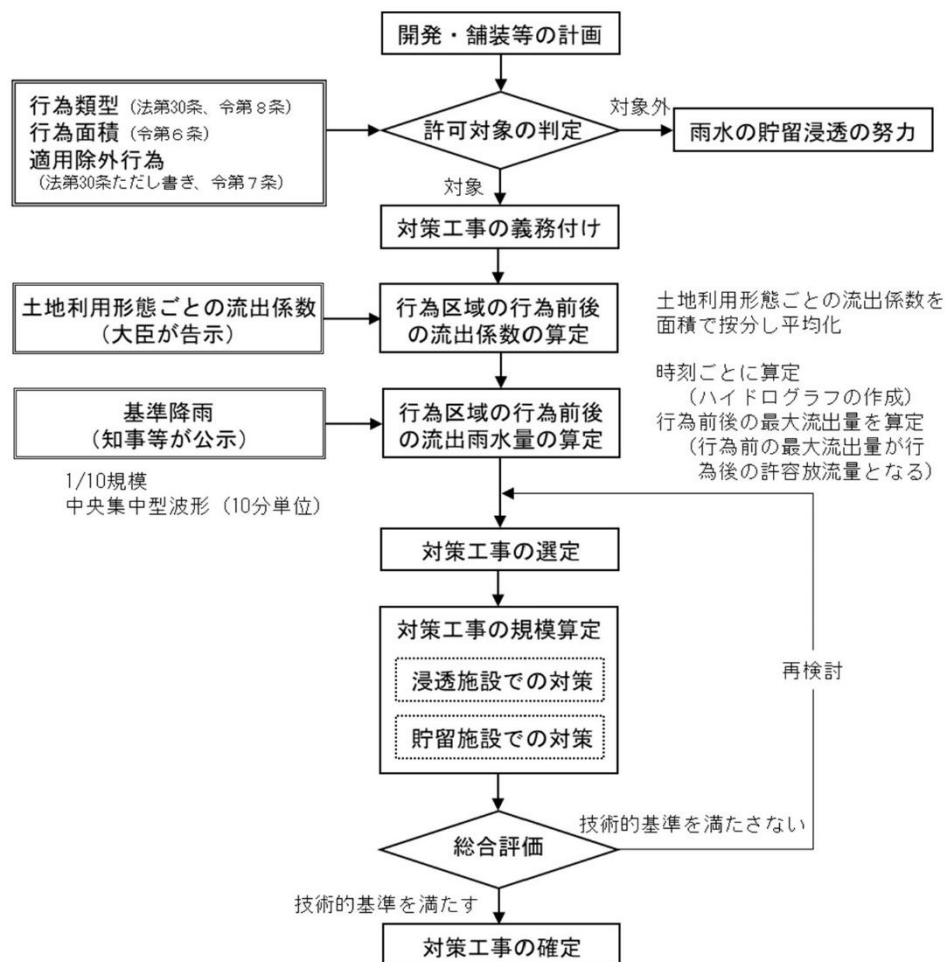 開発・舗装等の計画
行為類型（法第30条、令第８条）
行為面積（令第６条）
適用除外行為
（法第30条ただし書き、令第７条）
許可対象の判定
対象外
雨水の貯留浸透の努力
対象
対策工事の義務付け
土地利用形態ごとの流出係数
（大臣が告示）
行為区域の行為前後
の流出係数の算定
土地利用形態ごとの流出係数を
面積で按分し平均化
基準降雨
（知事等が公示）
行為区域の行為前後
の流出雨水量の算定
時刻ごとに算定
（ハイドログラフの作成）
行為前後の最大流出量を算定
（行為前の最大流出量が行
為後の許容放流量となる）
1/10規模
中央集中型波形（10分単位）
対策工事の選定
対策工事の規模算定
浸透施設での対策
貯留施設での対策
再検討
総合評価
技術的基準を満たさない
技術的基準を満たす
対策工事の確定